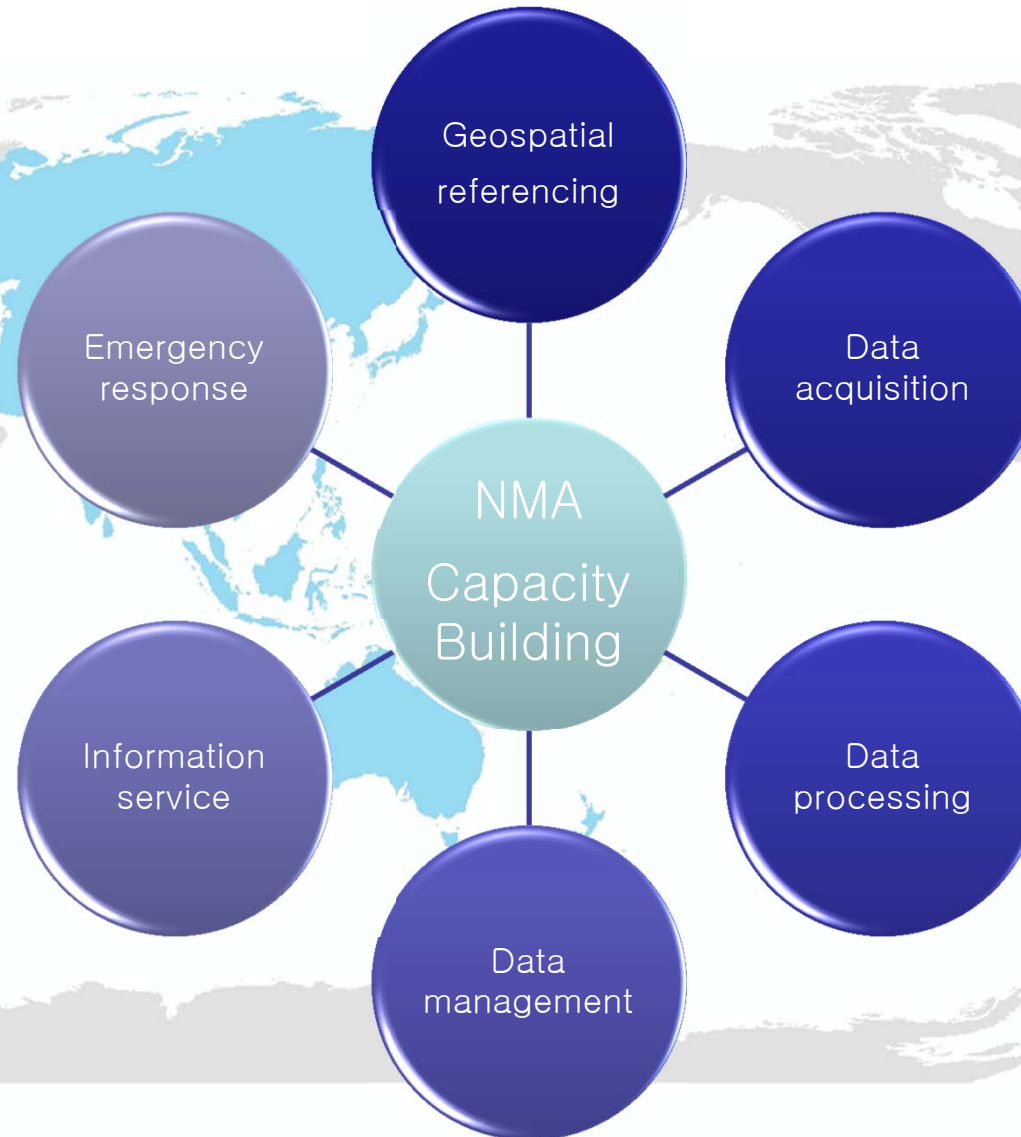 Geospatial
referencing
Emergency
response
Data
acquisition
NMA
Capacity
Building
Information
service
Data
processing
Data
management